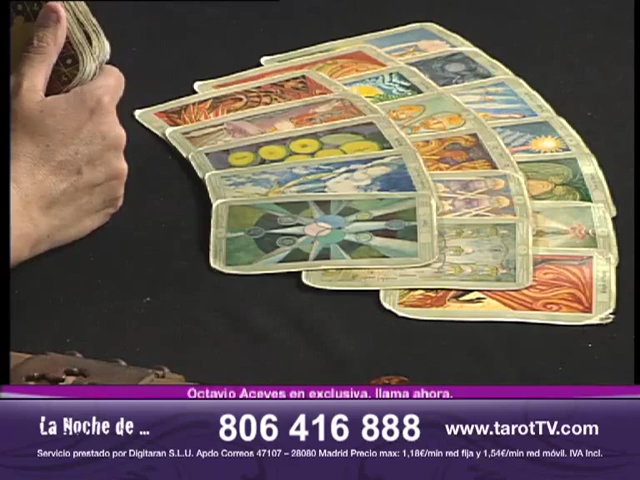 Octavio Aceves en exclusiva, llama ahora.
La Noche de ...
806 416 888
www.tarotTV.com
Servicio prestado por Digitaran S.L.U. Apdo Correos 47107 – 28080 Madrid Precio max: 1,18€/min red fija y 1,54€/min red móvil. IVA Incl.